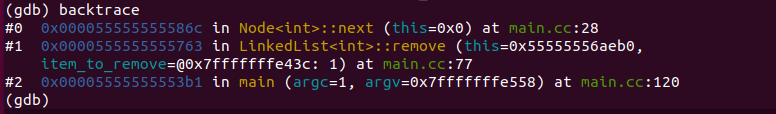 (gdb) backtrace
#0  0x000055555555586c in Node<int>::next (this=0x0) at main.cc:28
#1  0x0000555555555763 in LinkedList<int>::remove (this=0x55555556aeb0,
    item_to_remove=@0x7fffffffe43c: 1) at main.cc:77
#2  0x00005555555553b1 in main (argc=1, argv=0x7fffffffe558) at main.cc:120
(gdb)